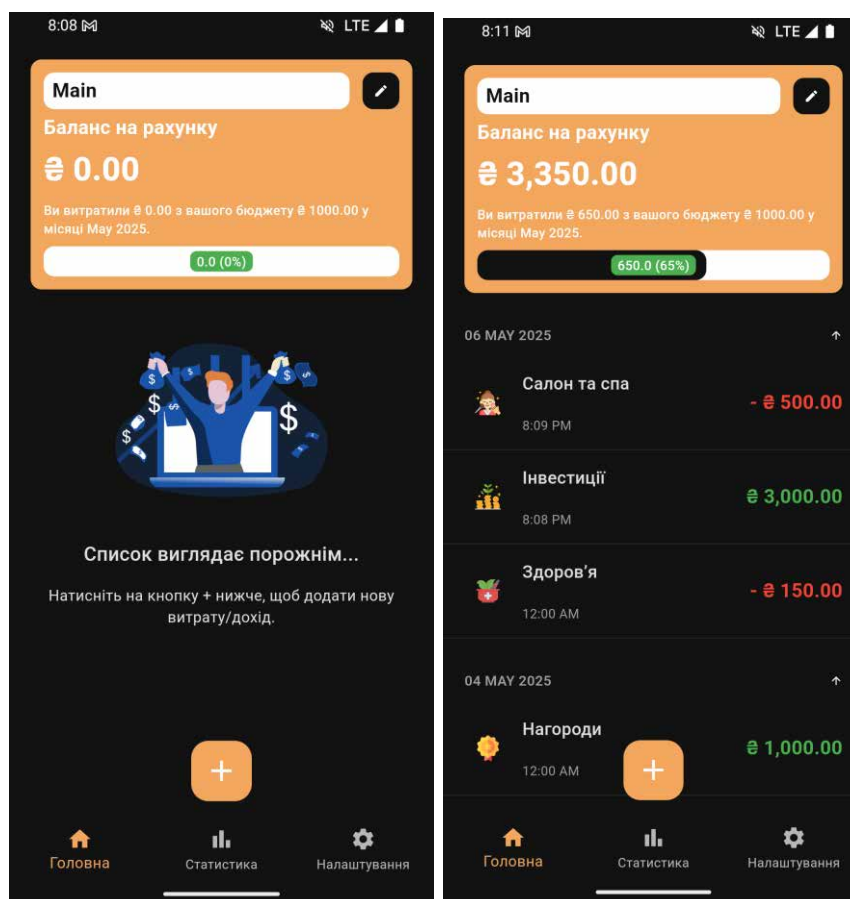 8:08
LTE
Main
Баланс на рахунку
₴ 0.00
Ви витратили ₴ 0.00 з вашого бюджету ₴ 1000.00 у
місяці May 2025.
0.0 (0%)
$
$
$
$
$
Список виглядає порожнім...
Натисніть на кнопку + нижче, щоб додати нову
витрату/дохід.
+
Головна
Статистика
Налаштування
8:11
LTE
Main
Баланс на рахунку
₴ 3,350.00
Ви витратили ₴ 650.00 з вашого бюджету ₴ 1000.00 у
місяці May 2025.
650.0 (65%)
06 MAY 2025
Салон та спа
- ₴ 500.00
8:09 PM
Інвестиції
₴ 3,000.00
8:08 PM
Здоров'я
- ₴ 150.00
12:00 AM
04 MAY 2025
Нагороди
₴ 1,000.00
12:00 AM
+
Головна
Статистика
Налаштування